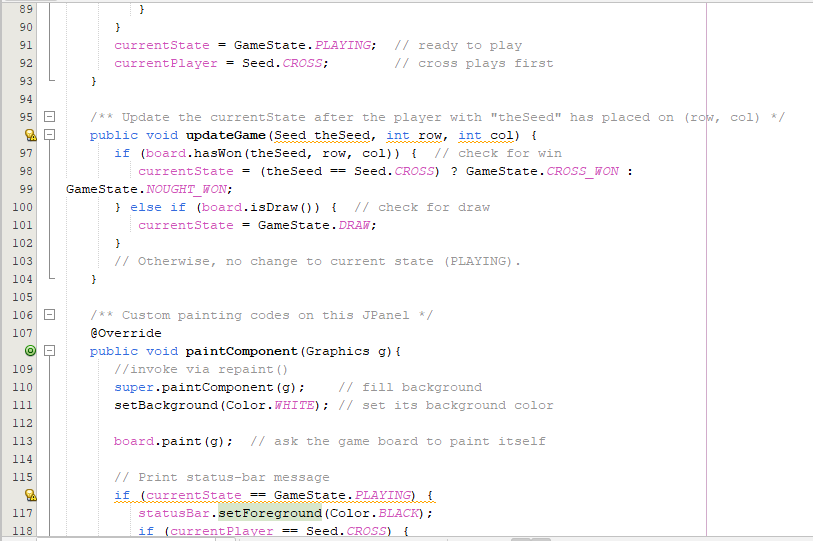 89 }
90 }
91 currentState = GameState.PLAYING;  // ready to play
92 currentPlayer = Seed.CROSS;        // cross plays first
93 }
94
95 /** Update the currentState after the player with "theSeed" has placed on (row, col) */
public void updateGame(Seed theSeed, int row, int col) {
97 if (board.hasWon(theSeed, row, col)) {  // check for win
98 currentState = (theSeed == Seed.CROSS) ? GameState.CROSS_WON :
99 GameState.NOUGHT_WON;
100 } else if (board.isDraw()) {  // check for draw
101 currentState = GameState.DRAW;
102 }
103 // Otherwise, no change to current state (PLAYING).
104 }
105
106 /** Custom painting codes on this JPanel */
107 @Override
public void paintComponent(Graphics g){
109 //invoke via repaint()
110 super.paintComponent(g);    // fill background
111 setBackground(Color.WHITE); // set its background color
112
113 board.paint(g);  // ask the game board to paint itself
114
115 // Print status-bar message
if (currentState == GameState.PLAYING) {
117 statusBar.setForeground(Color.BLACK);
118 if (currentPlayer == Seed.CROSS) {